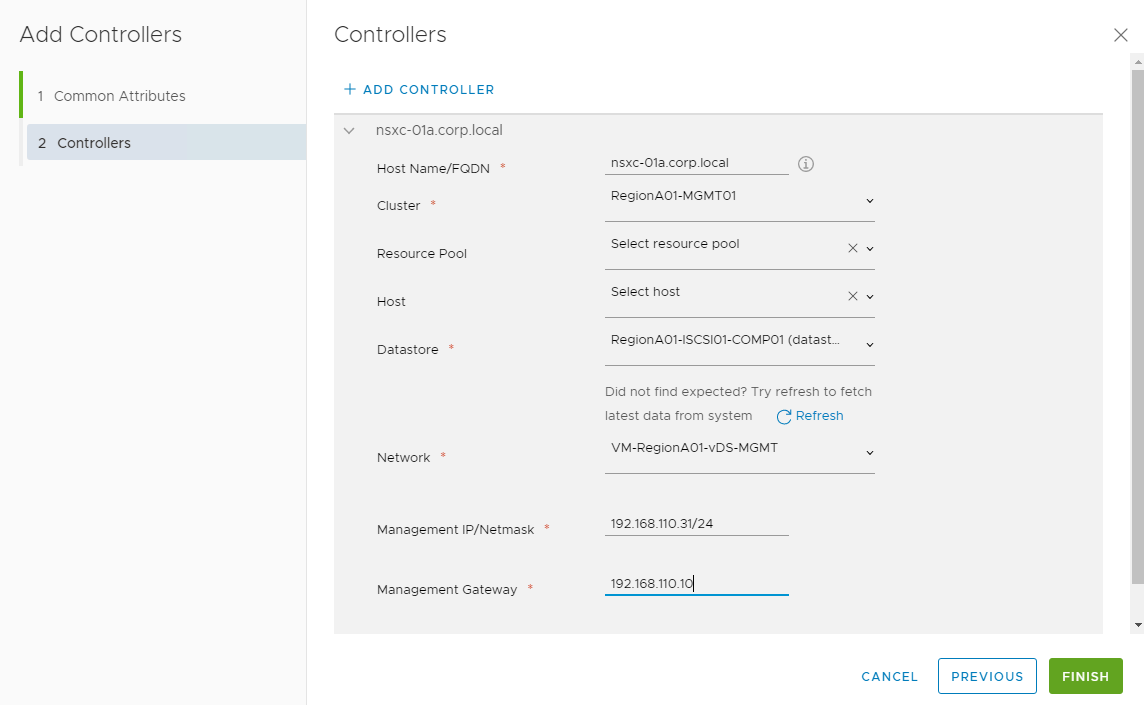 Add Controllers
1 Common Attributes
2 Controllers
Controllers
+ ADD CONTROLLER
nsxc-01a.corp.local
Host Name/FQDN * nsxc-01a.corp.local
Cluster * RegionA01-MGMT01
Resource Pool Select resource pool
Host Select host
Datastore * RegionA01-ISCSI01-COMP01 (datast...
Did not find expected? Try refresh to fetch
latest data from system Refresh
Network * VM-RegionA01-vDS-MGMT
Management IP/Netmask * 192.168.110.31/24
Management Gateway * 192.168.110.10
CANCEL PREVIOUS FINISH